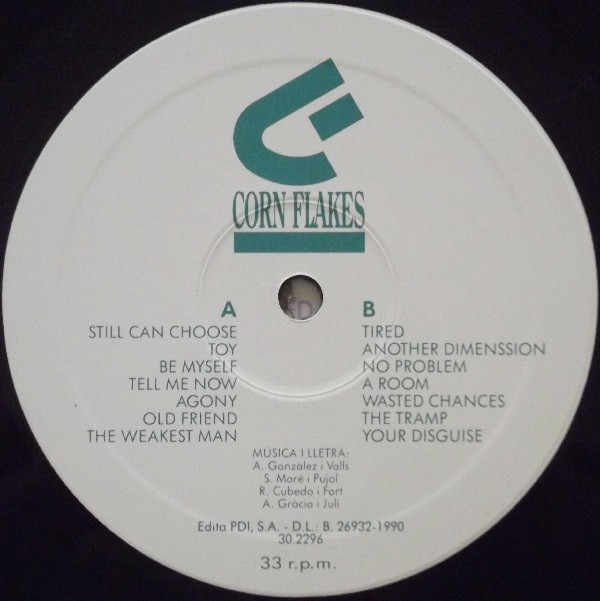 CORN FLAKES
A
STILL CAN CHOOSE
TOY
BE MYSELF
TELL ME NOW
AGONY
OLD FRIEND
THE WEAKEST MAN
B
TIRED
ANOTHER DIMENSSION
NO PROBLEM
A ROOM
WASTED CHANCES
THE TRAMP
YOUR DISGUISE
MÚSICA I LLETRA:
A. Gonzàlez i Valls
S. Moré i Pujol
R. Cubedo i Fort
A. Gràcia i Juli
Edita PDI, S.A. - D.L.: B. 26932-1990
30.2296
33 r.p.m.